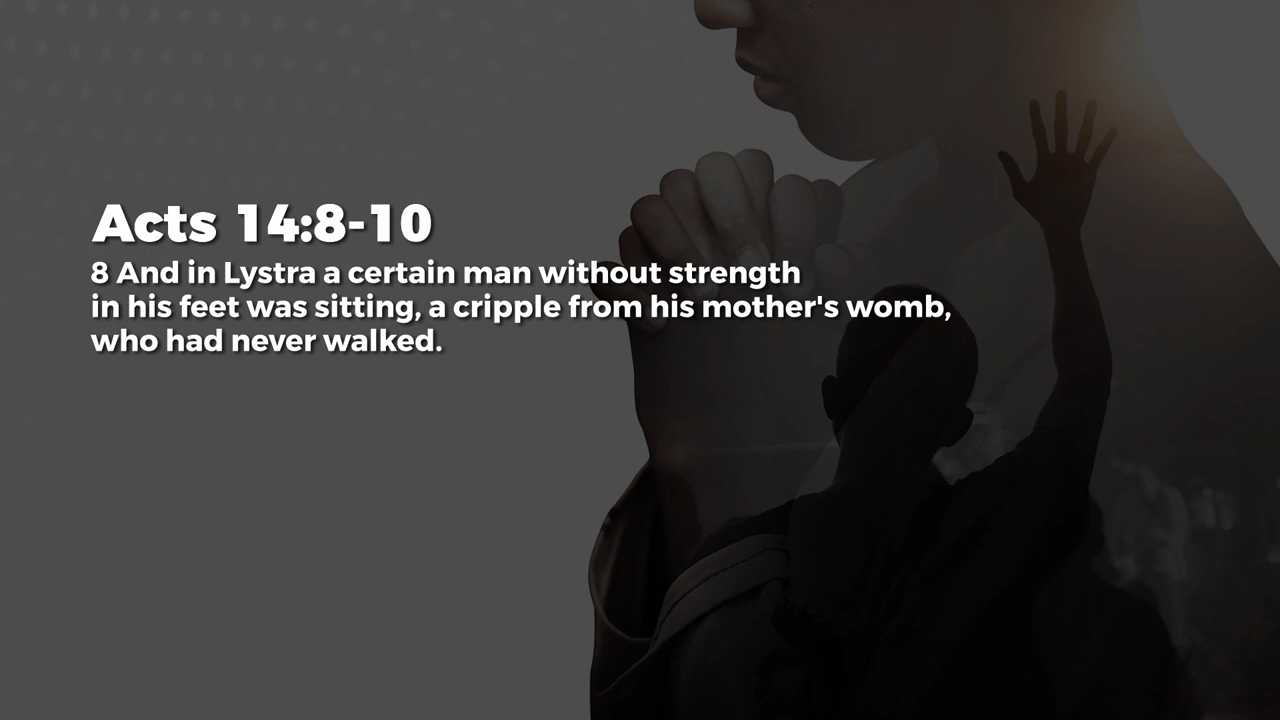 Acts 14:8-10
8 And in Lystra a certain man without strength
in his feet was sitting, a cripple from his mother's womb,
who had never walked.